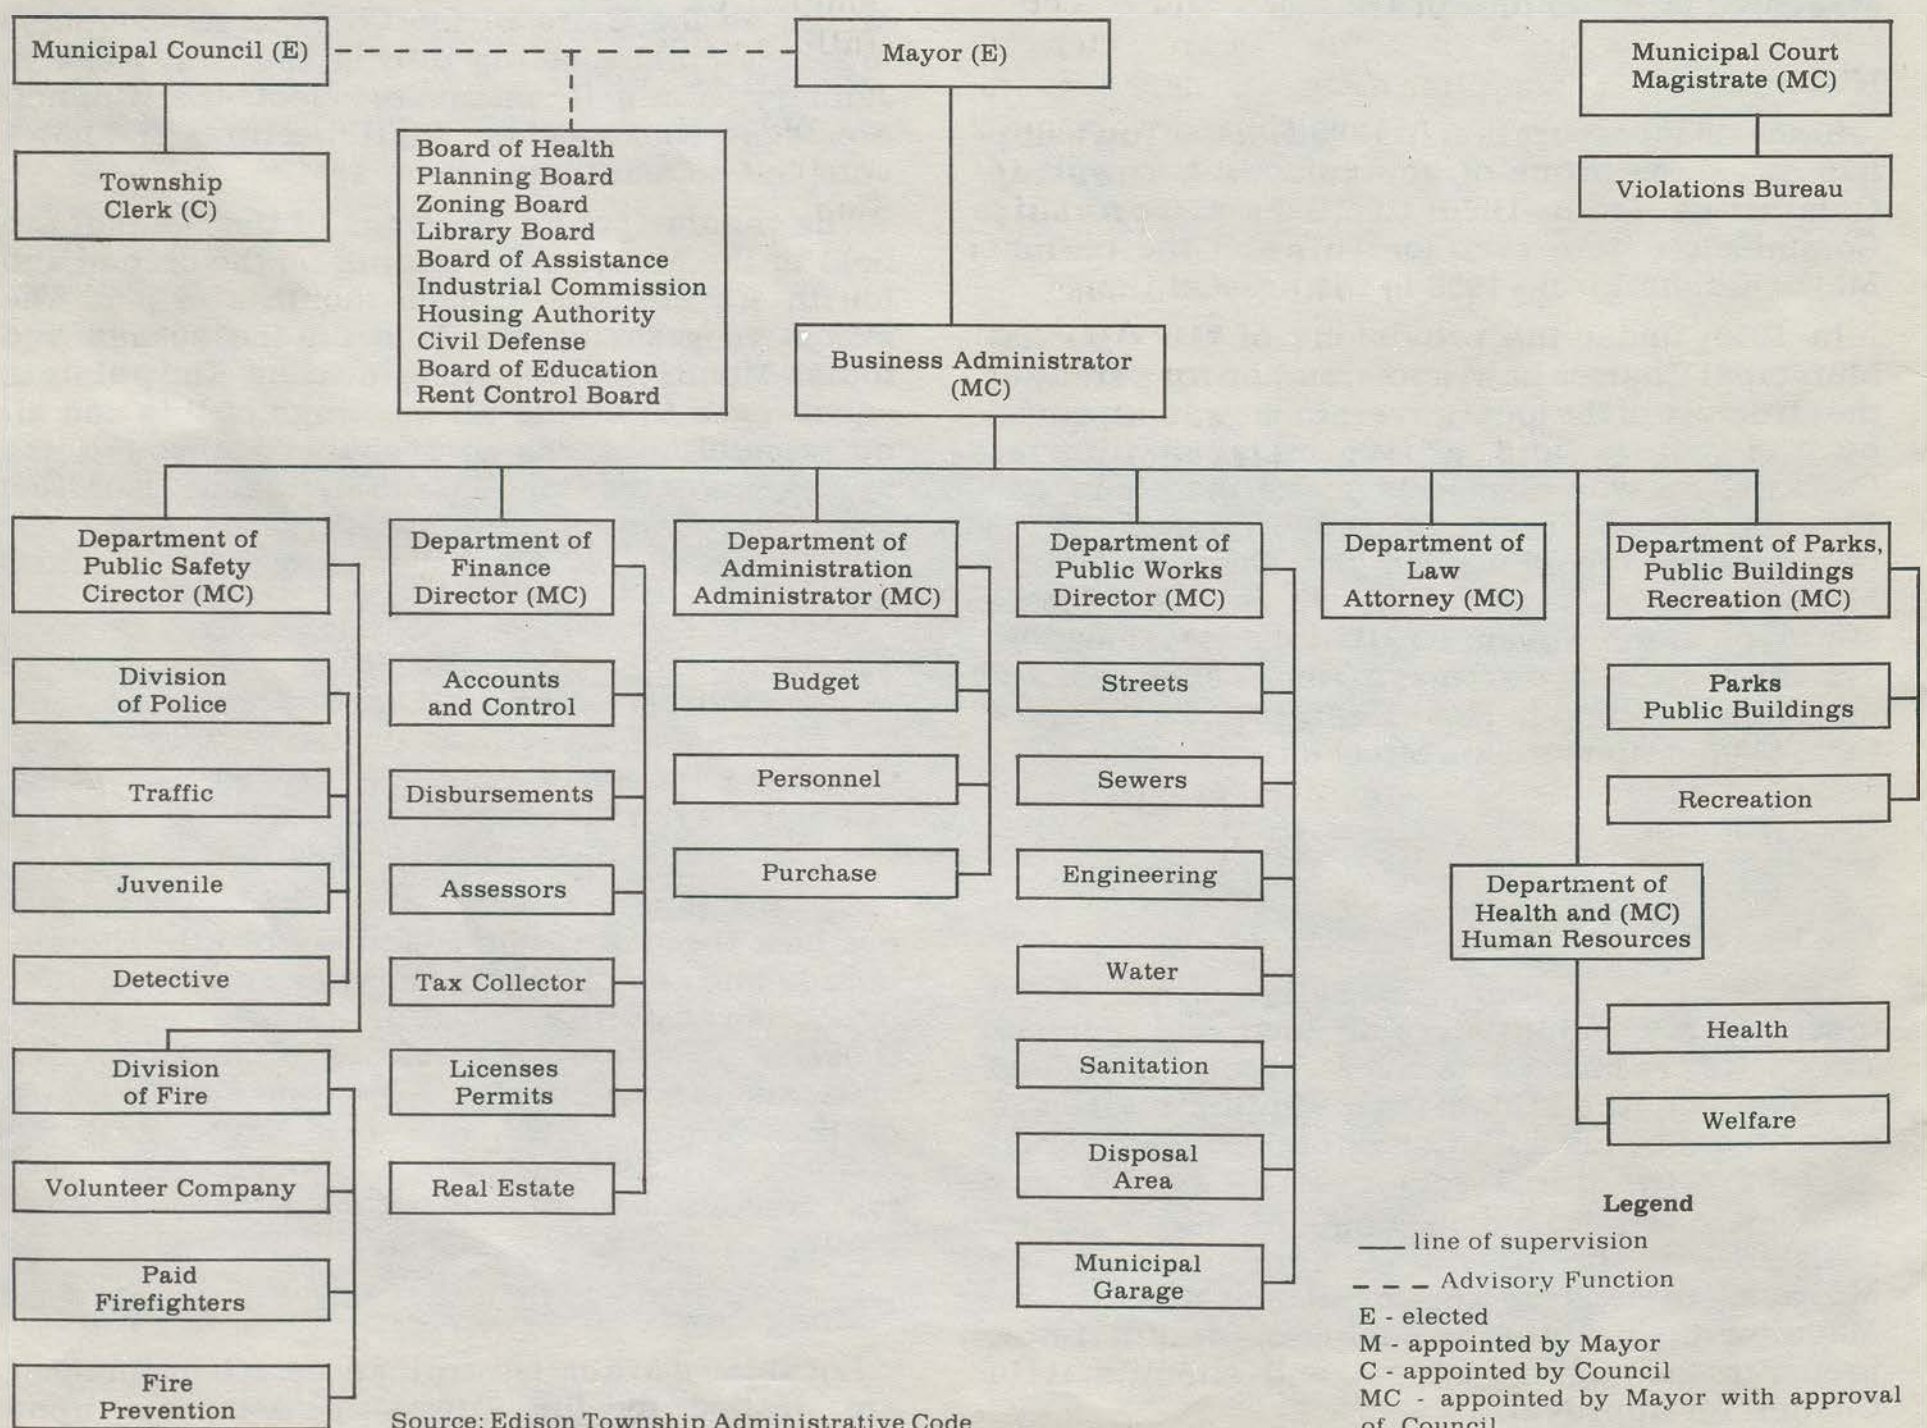 Municipal Council (E)
Mayor (E)
Municipal Court
Magistrate (MC)
Township
Clerk (C)
Board of Health
Planning Board
Zoning Board
Library Board
Board of Assistance
Industrial Commission
Housing Authority
Civil Defense
Board of Education
Rent Control Board
Violations Bureau
Business Administrator
(MC)
Department of
Public Safety
Cirector (MC)
Division
of Police
Traffic
Juvenile
Detective
Division
of Fire
Volunteer Company
Paid
Firefighters
Fire
Prevention
Department of
Finance
Director (MC)
Accounts
and Control
Disbursements
Assessors
Tax Collector
Licenses
Permits
Real Estate
Department of
Administration
Administrator (MC)
Budget
Personnel
Purchase
Department of
Public Works
Director (MC)
Streets
Sewers
Engineering
Water
Sanitation
Disposal
Area
Municipal
Garage
Department of
Law
Attorney (MC)
Department of Parks,
Public Buildings
Recreation (MC)
Parks
Public Buildings
Recreation
Department of
Health and (MC)
Human Resources
Health
Welfare
Legend
line of supervision
Advisory Function
E - elected
M - appointed by Mayor
C - appointed by Council
MC - appointed by Mayor with approval
of Council
Source: Edison Township Administrative Code